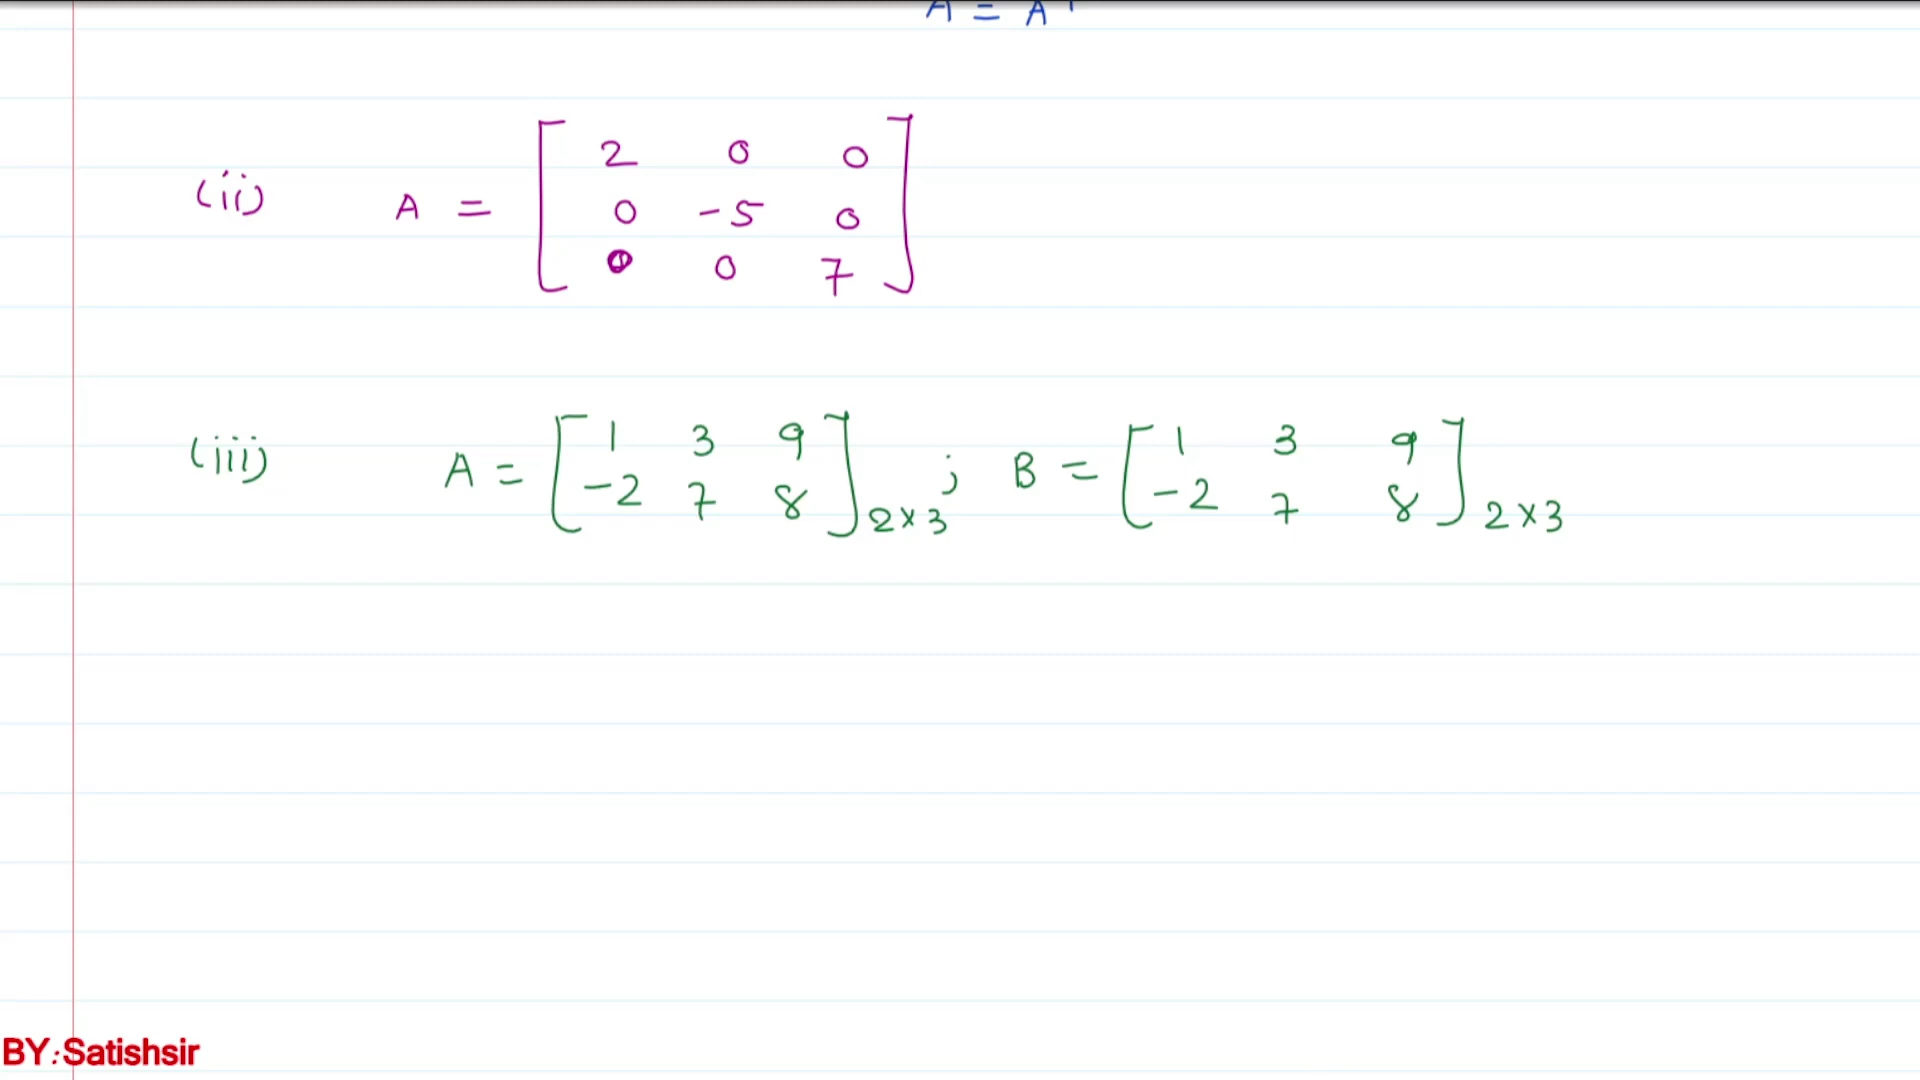 A = A
(ii) A = [ 2 0 0
0 -5 0
0 0 7 ]
(iii) A = [ 1 3 9 ; B = [ 1 3 9
-2 7 8 ] 2×3 -2 7 8 ] 2×3
BY:Satishsir